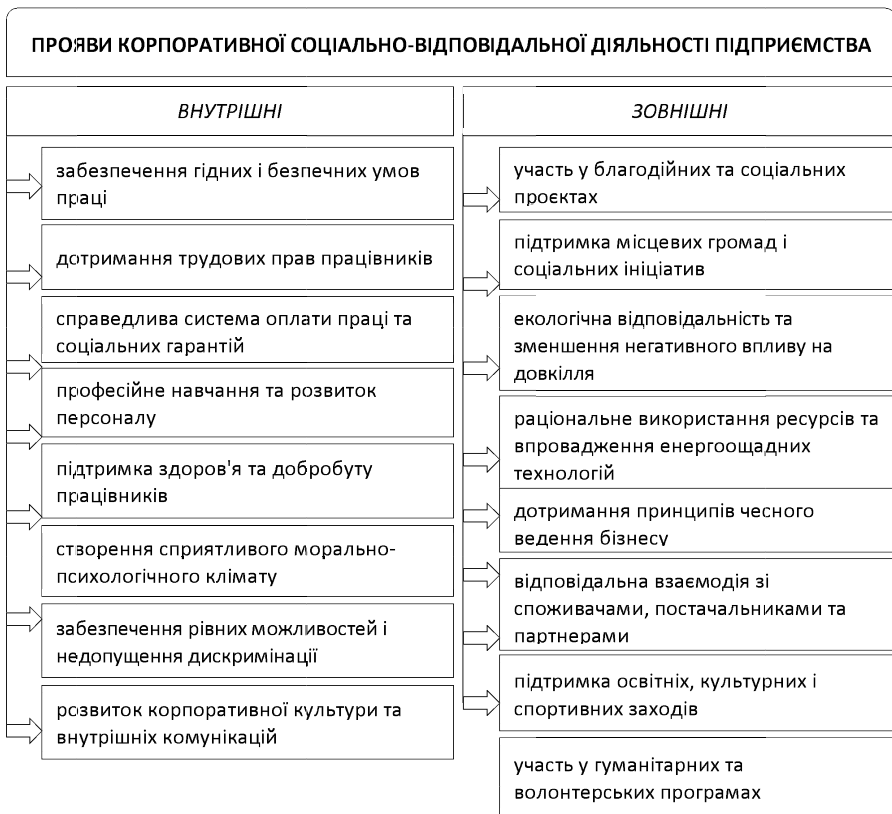 ПРОЯВИ КОРПОРАТИВНОЇ СОЦІАЛЬНО-ВІДПОВІДАЛЬНОЇ ДІЯЛЬНОСТІ ПІДПРИЄМСТВА
ВНУТРІШНІ
забезпечення гідних і безпечних умов
праці
дотримання трудових прав працівників
справедлива система оплати праці та
соціальних гарантій
професійне навчання та розвиток
персоналу
підтримка здоров'я та добробуту
працівників
створення сприятливого морально-
психологічного клімату
забезпечення рівних можливостей і
недопущення дискримінації
розвиток корпоративної культури та
внутрішніх комунікацій
ЗОВНІШНІ
участь у благодійних та соціальних
проєктах
підтримка місцевих громад і
соціальних ініціатив
екологічна відповідальність та
зменшення негативного впливу на
довкілля
раціональне використання ресурсів та
впровадження енергоощадних
технологій
дотримання принципів чесного
ведення бізнесу
відповідальна взаємодія зі
споживачами, постачальниками та
партнерами
підтримка освітніх, культурних і
спортивних заходів
участь у гуманітарних та
волонтерських програмах